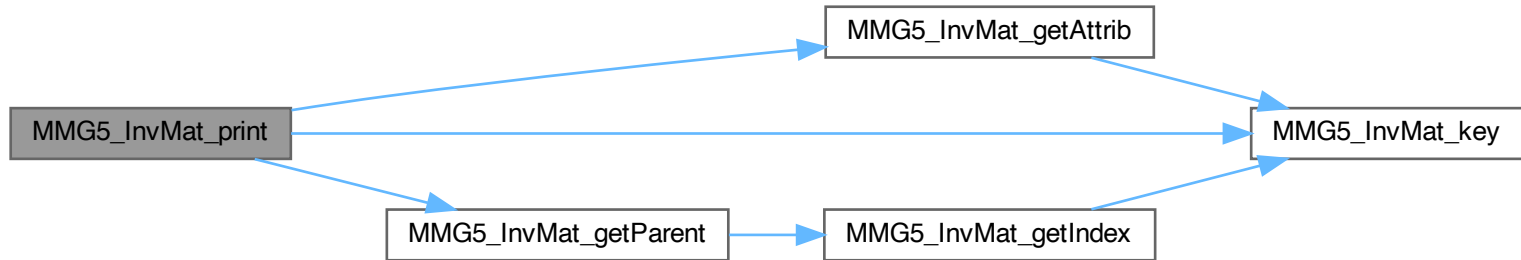 MMG5_InvMat_getAttrib
MMG5_InvMat_print
MMG5_InvMat_key
MMG5_InvMat_getParent
MMG5_InvMat_getIndex